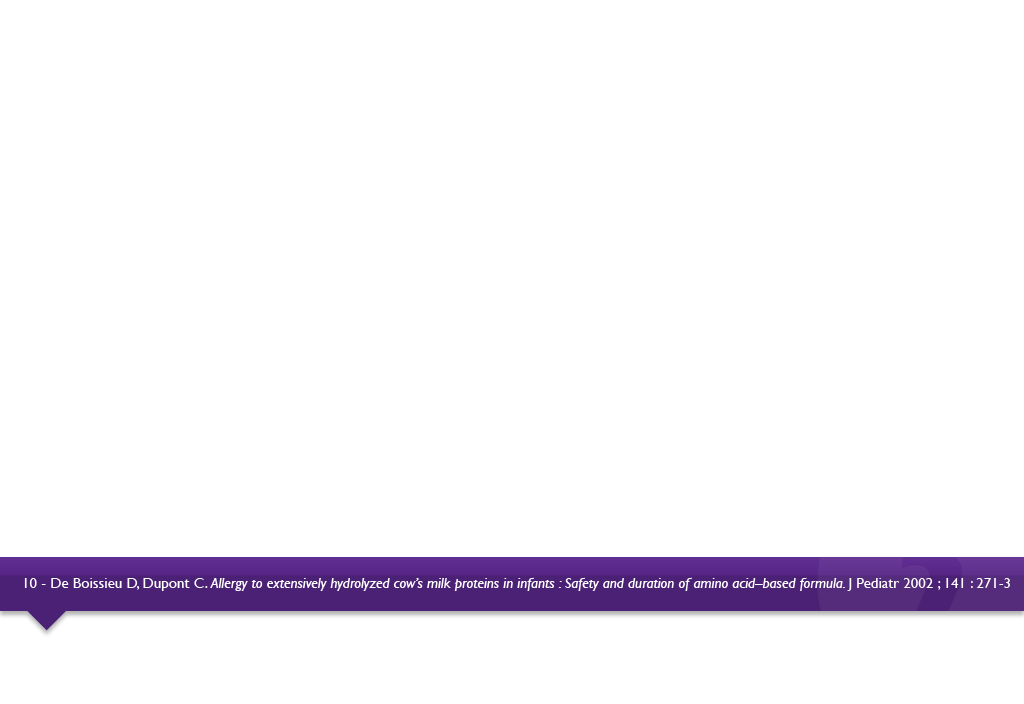 10 - De Boissieu D, Dupont C. Allergy to extensively hydrolyzed cow's milk proteins in infants : Safety and duration of amino acid–based formula. J Pediatr 2002 ; 141 : 271-3